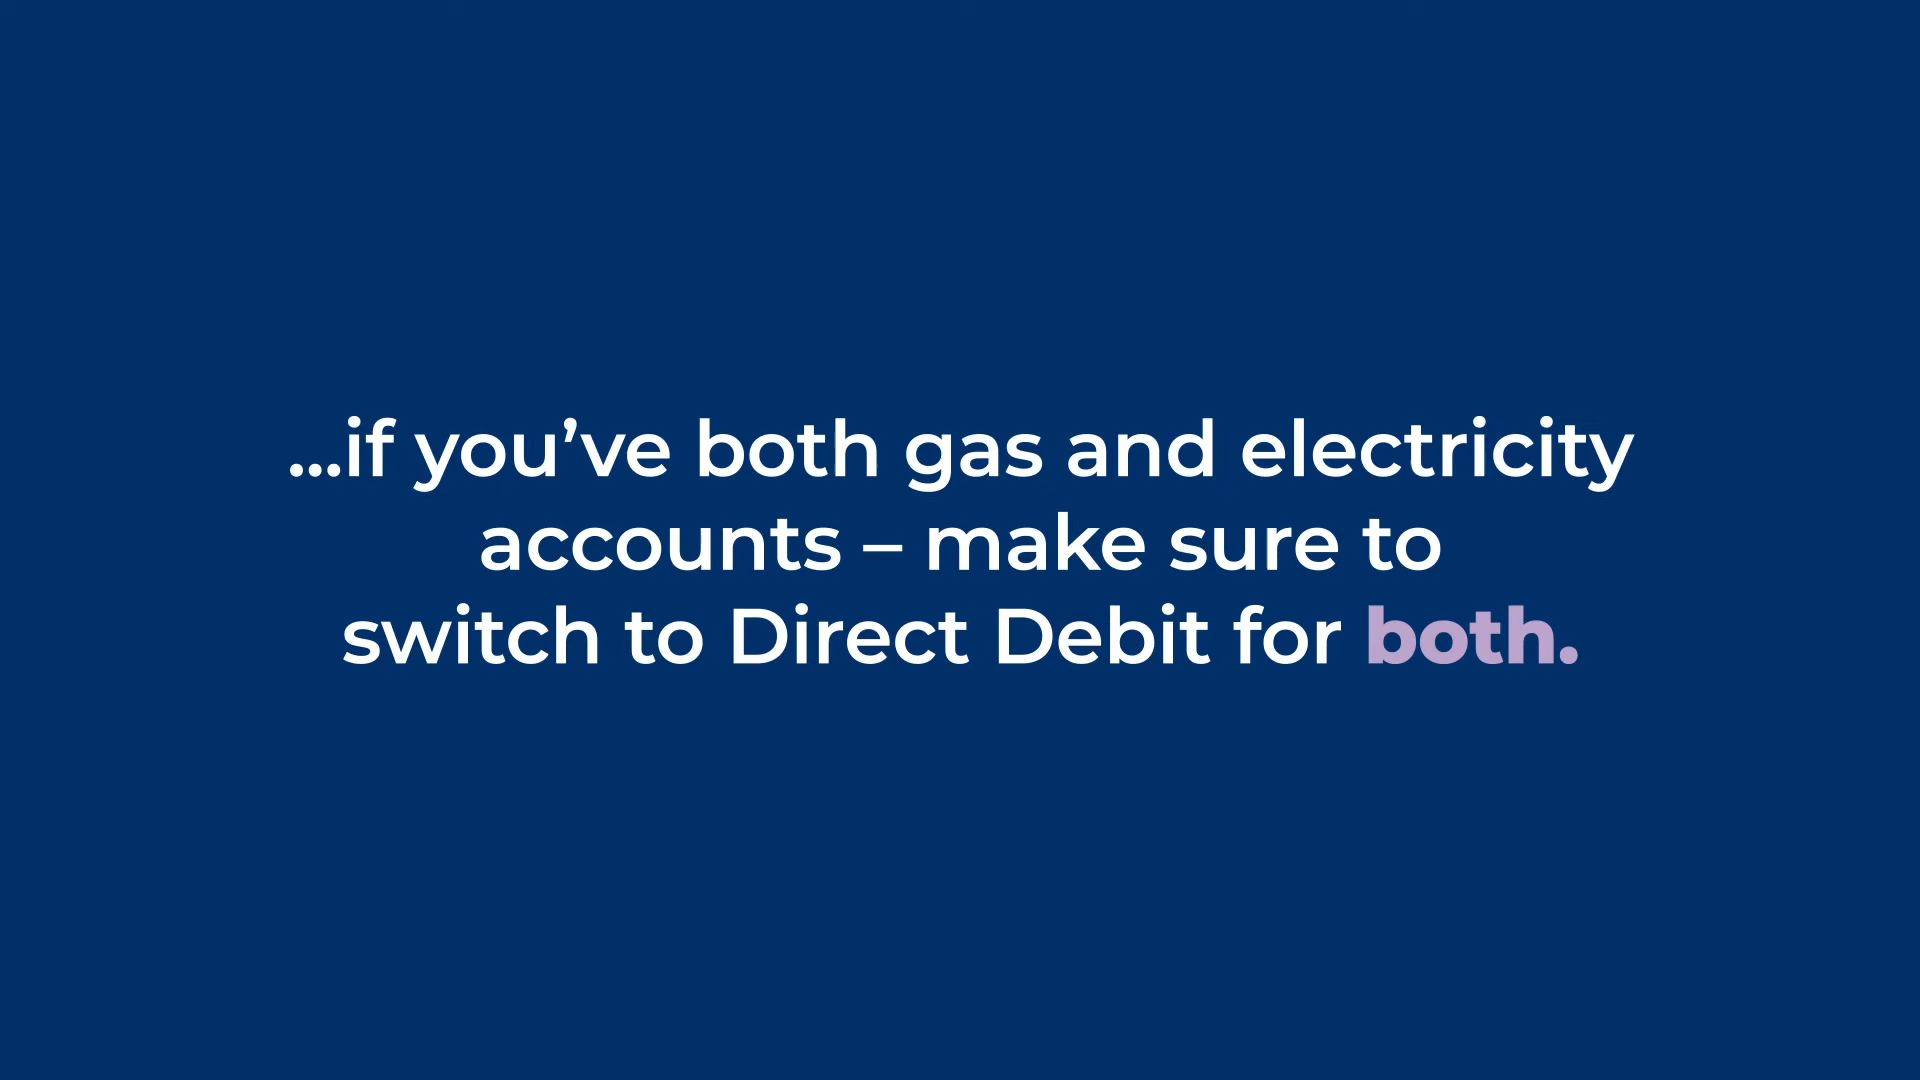 ...if you’ve both gas and electricity
accounts – make sure to
switch to Direct Debit for both.